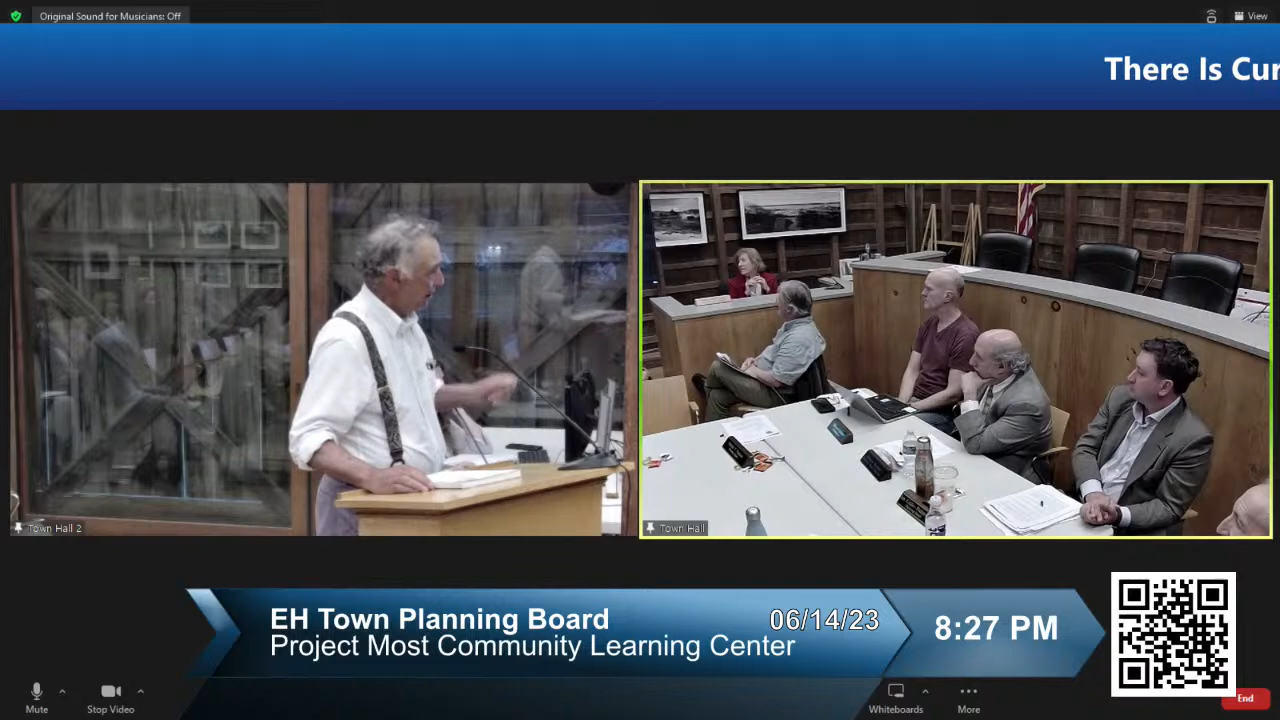 Original Sound for Musicians: Off
View
There Is Cur
Town Hall 2
Town Hall
EH Town Planning Board
06/14/23
8:27 PM
Project Most Community Learning Center
Mute
Stop Video
Whiteboards
More
End